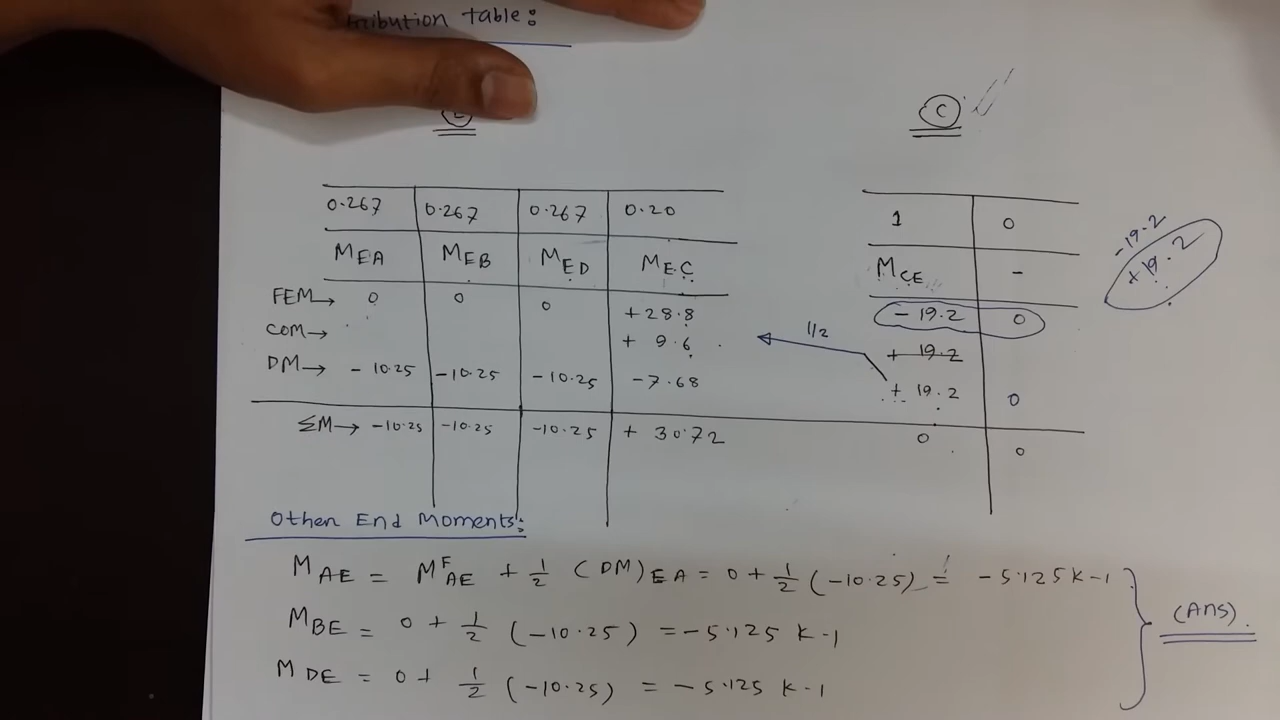 tribution table:
C
0.267 0.267 0.267 0.20
MEA MEB MED MEC
FEM→ 0 0 0 +28.8
COM→ + 9.6
DM→ - 10.25 -10.25 -10.25 -7.68
ΣM→ -10.25 -10.25 -10.25 + 30.72
1 0
MCE -
- 19.2 0
+ 19.2
+ 19.2 0
0 0
1/2
-19.2
+19.2
Other End Moments:
MAE = MFAE + 1/2 (DM)EA = 0 + 1/2 (-10.25) = -5.125 K-1
MBE = 0 + 1/2 (-10.25) = -5.125 K-1
MDE = 0 + 1/2 (-10.25) = -5.125 K-1
(Ans).